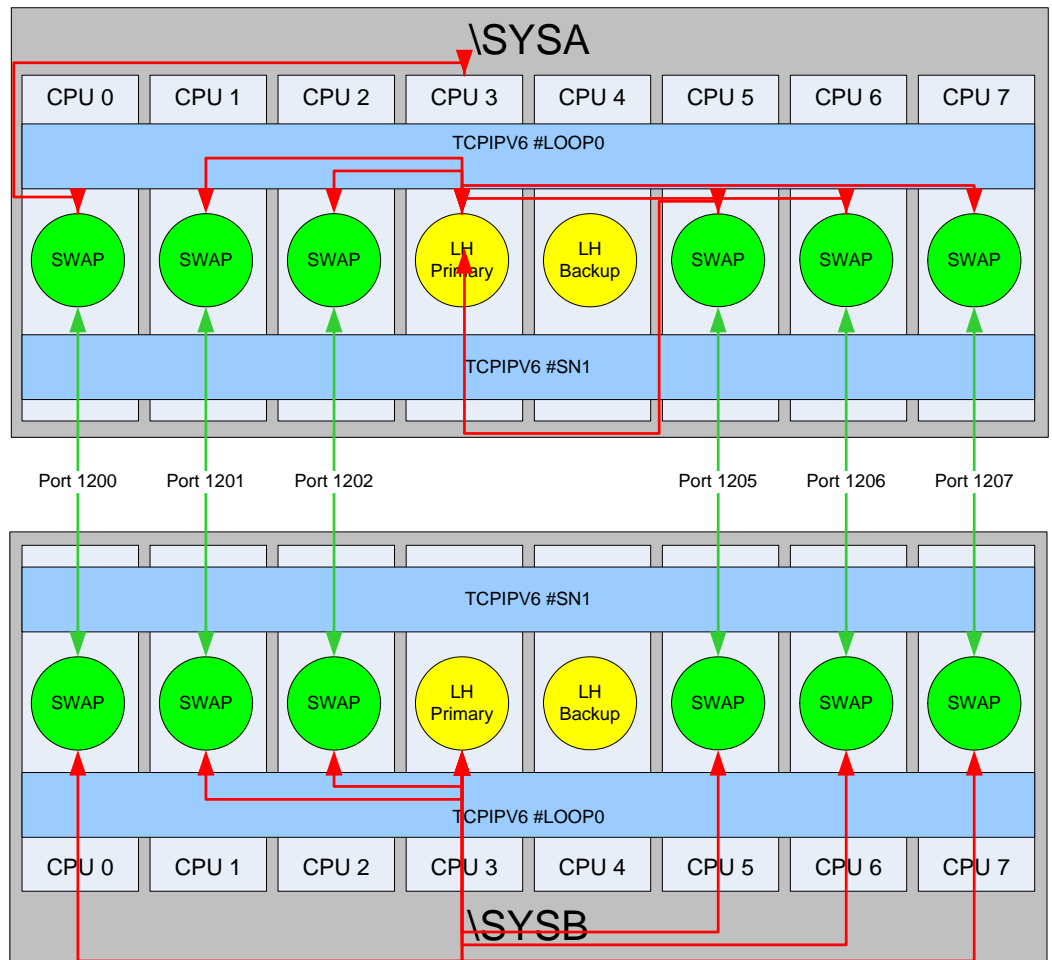 \SYSA
CPU 0 CPU 1 CPU 2 CPU 3 CPU 4 CPU 5 CPU 6 CPU 7
TCPIPV6 #LOOP0
SWAP SWAP SWAP LH Primary LH Backup SWAP SWAP SWAP
TCPIPV6 #SN1
Port 1200 Port 1201 Port 1202 Port 1205 Port 1206 Port 1207
TCPIPV6 #SN1
SWAP SWAP SWAP LH Primary LH Backup SWAP SWAP SWAP
TCPIPV6 #LOOP0
CPU 0 CPU 1 CPU 2 CPU 3 CPU 4 CPU 5 CPU 6 CPU 7
\SYSB